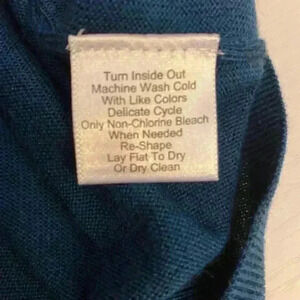 Turn Inside Out
Machine Wash Cold
With Like Colors
Delicate Cycle
Only Non-Chlorine Bleach
When Needed
Re-Shape
Lay Flat To Dry
Or Dry Clean